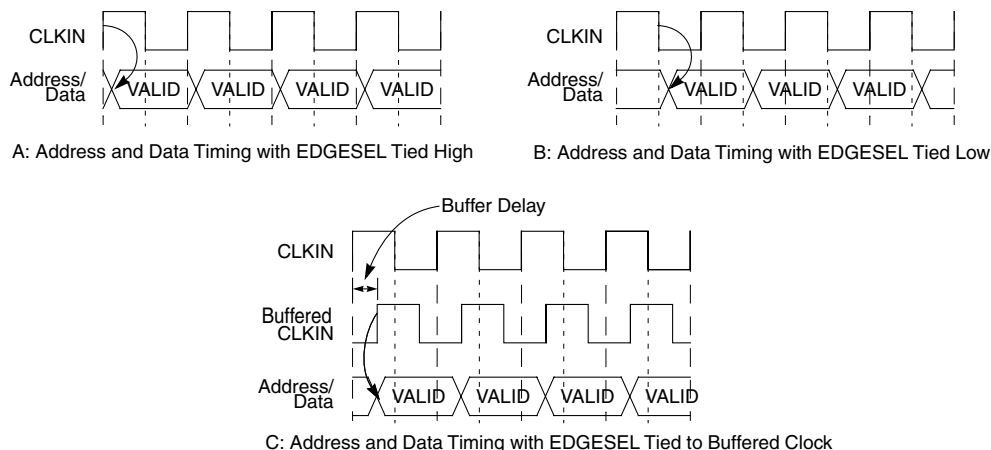 CLKIN
Address/
Data
VALID VALID VALID VALID
A: Address and Data Timing with EDGESEL Tied High
CLKIN
Address/
Data
VALID VALID VALID
B: Address and Data Timing with EDGESEL Tied Low
Buffer Delay
CLKIN
Buffered
CLKIN
Address/
Data
VALID VALID VALID VALID
C: Address and Data Timing with EDGESEL Tied to Buffered Clock